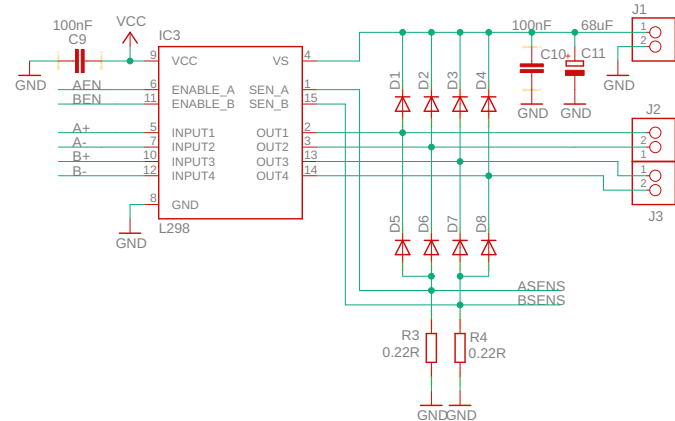 100nF
C9
VCC
GND
IC3
9
VCC
VS
4
AEN
6
ENABLE_A
SEN_A
1
BEN
11
ENABLE_B
SEN_B
15
A+
5
INPUT1
OUT1
2
A-
7
INPUT2
OUT2
3
B+
10
INPUT3
OUT3
13
B-
12
INPUT4
OUT4
14
8
GND
GND
L298
D1
D2
D3
D4
100nF
C10
GND
68uF
+
C11
GND
J1
1
2
GND
J2
1
2
1
1
2
J3
D5
D6
D7
D8
ASENS
BSENS
R3
0.22R
R4
0.22R
GND
GND